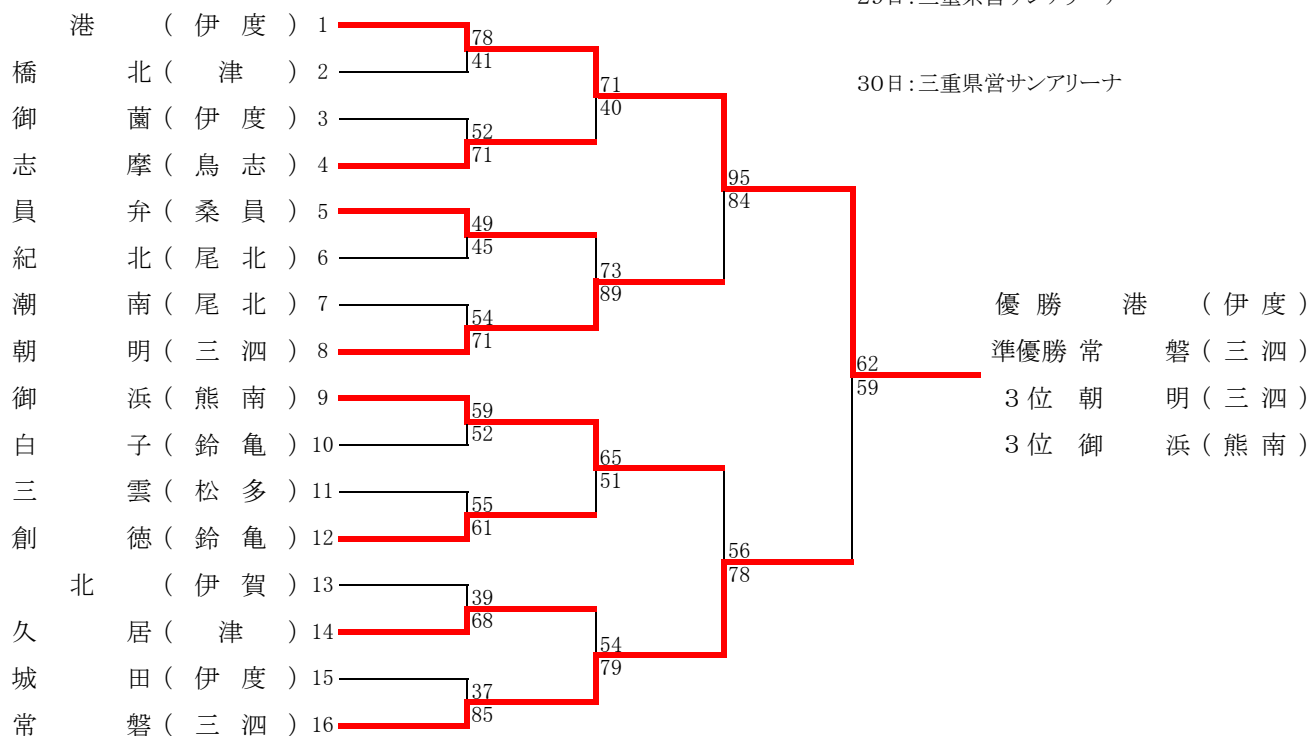 港 (伊度) 1
橋北(津) 2
御薗(伊度) 3
志摩(鳥志) 4
員弁(桑員) 5
紀北(尾北) 6
潮南(尾北) 7
朝明(三泗) 8
御浜(熊南) 9
白子(鈴亀) 10
三雲(松多) 11
創徳(鈴亀) 12
北 (伊賀) 13
久居(津) 14
城田(伊度) 15
常磐(三泗) 16
78
41
52
71
49
45
54
71
59
52
55
61
39
68
37
85
71
40
73
89
65
51
54
79
95
84
56
78
62
59
30日:三重県営サンアリーナ
優勝 港 (伊度)
準優勝 常磐(三泗)
3位 朝明(三泗)
3位 御浜(熊南)